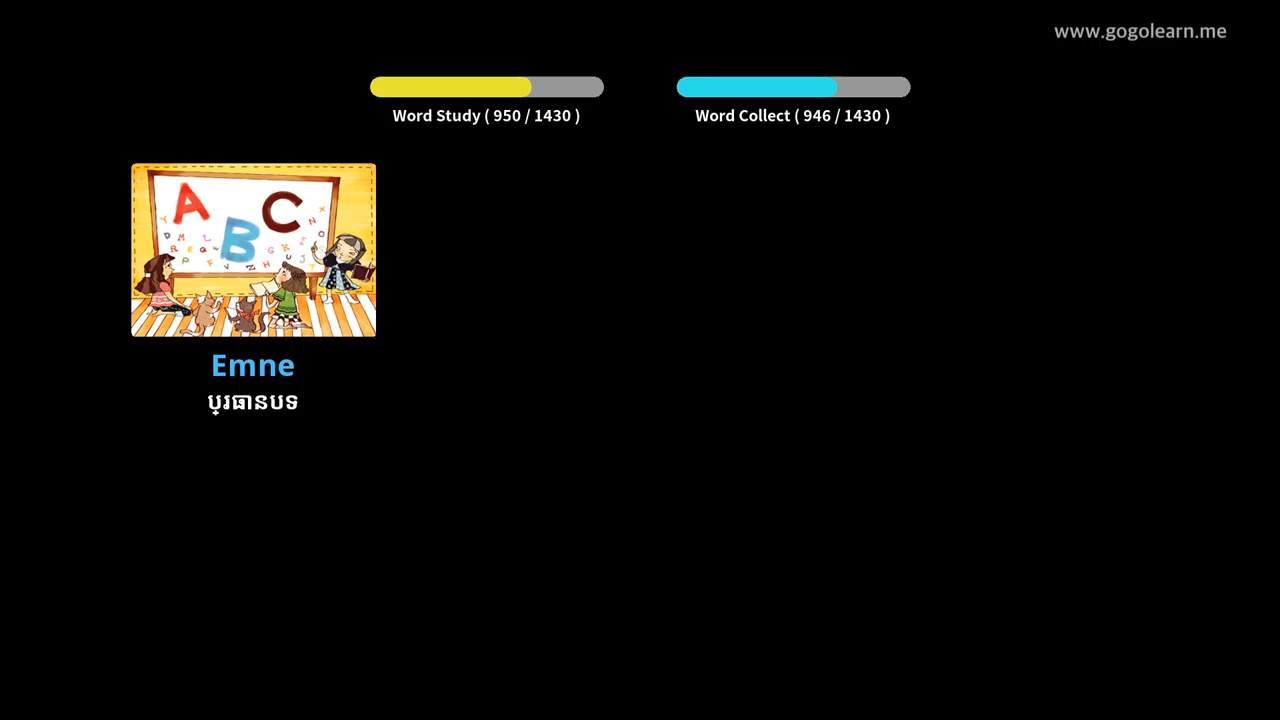 www.gogolearn.me
Word Study ( 950 / 1430 )
Word Collect ( 946 / 1430 )
A
B
C
Emne
ប្រធានបទ